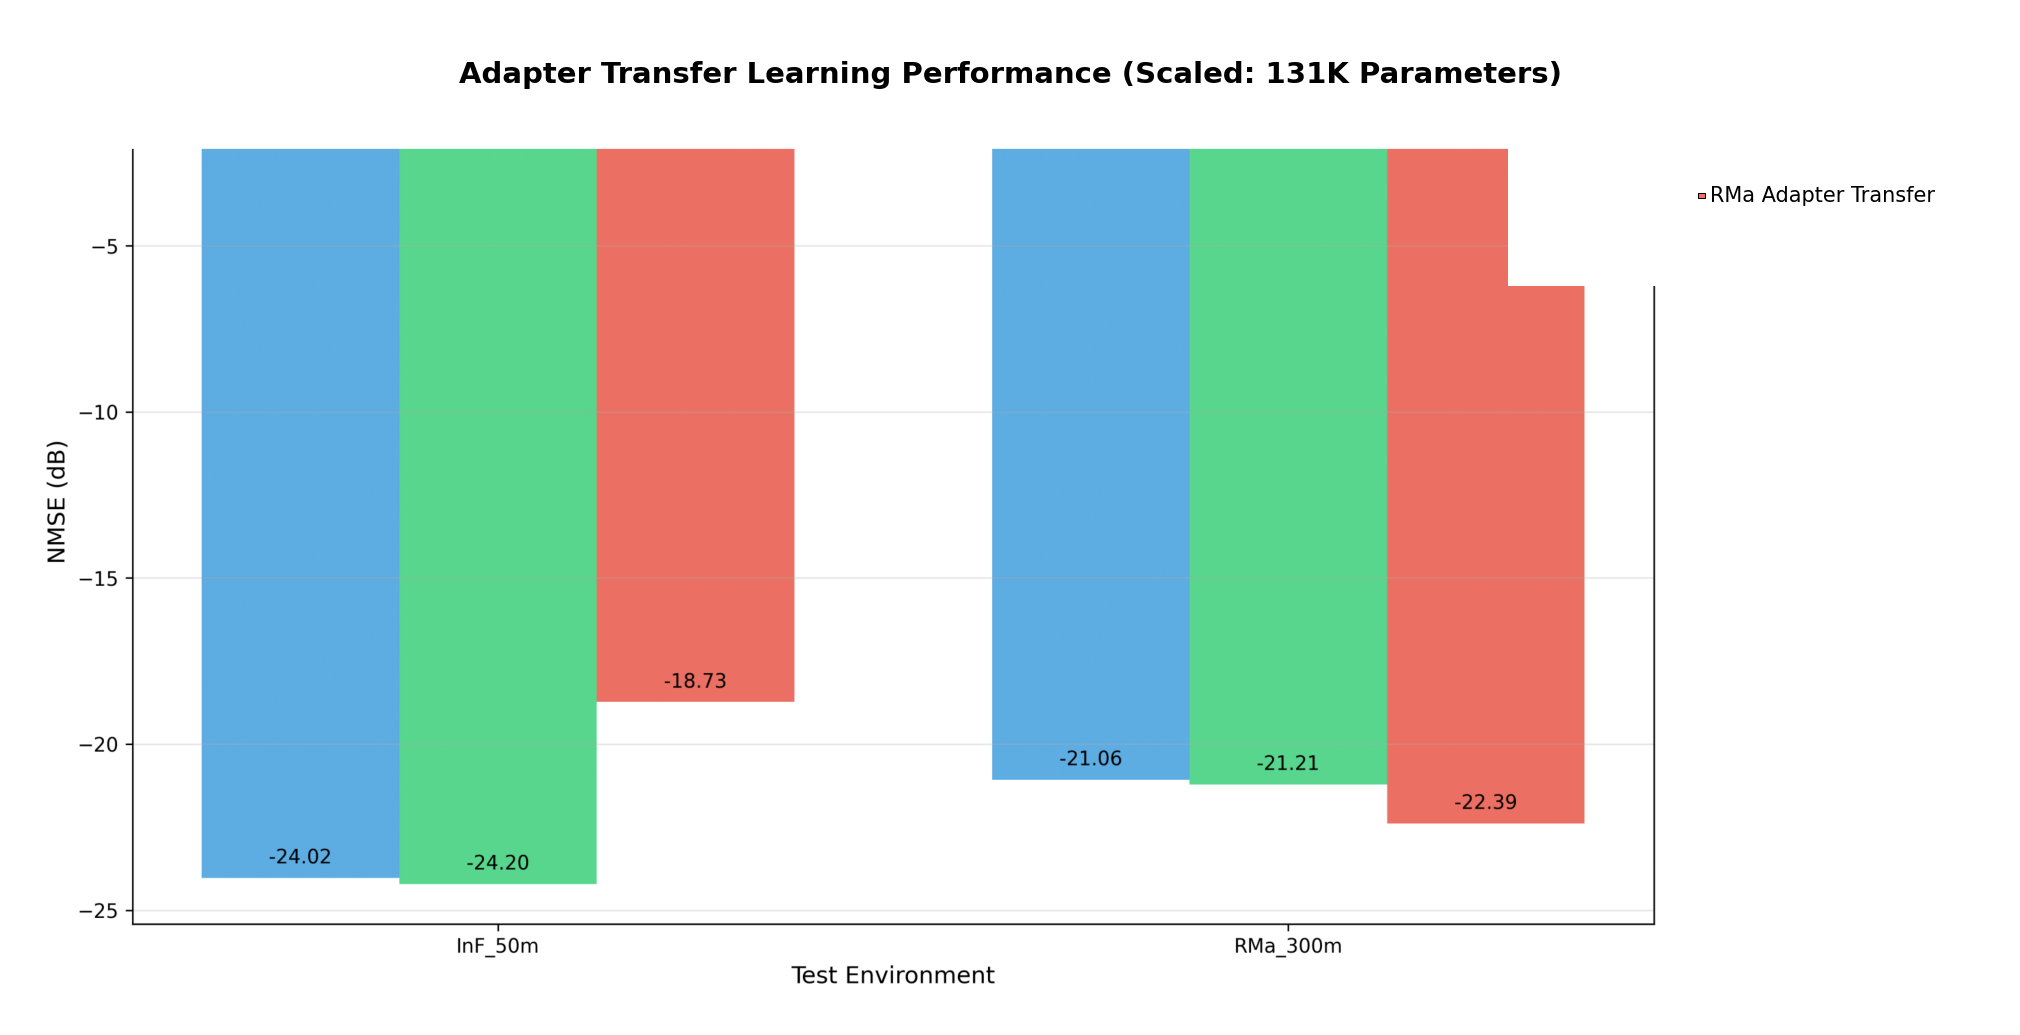 Adapter Transfer Learning Performance (Scaled: 131K Parameters)
RMa Adapter Transfer
NMSE (dB)
−5
−10
−15
−20
−25
-24.02
-24.20
-18.73
-21.06
-21.21
-22.39
InF_50m
RMa_300m
Test Environment